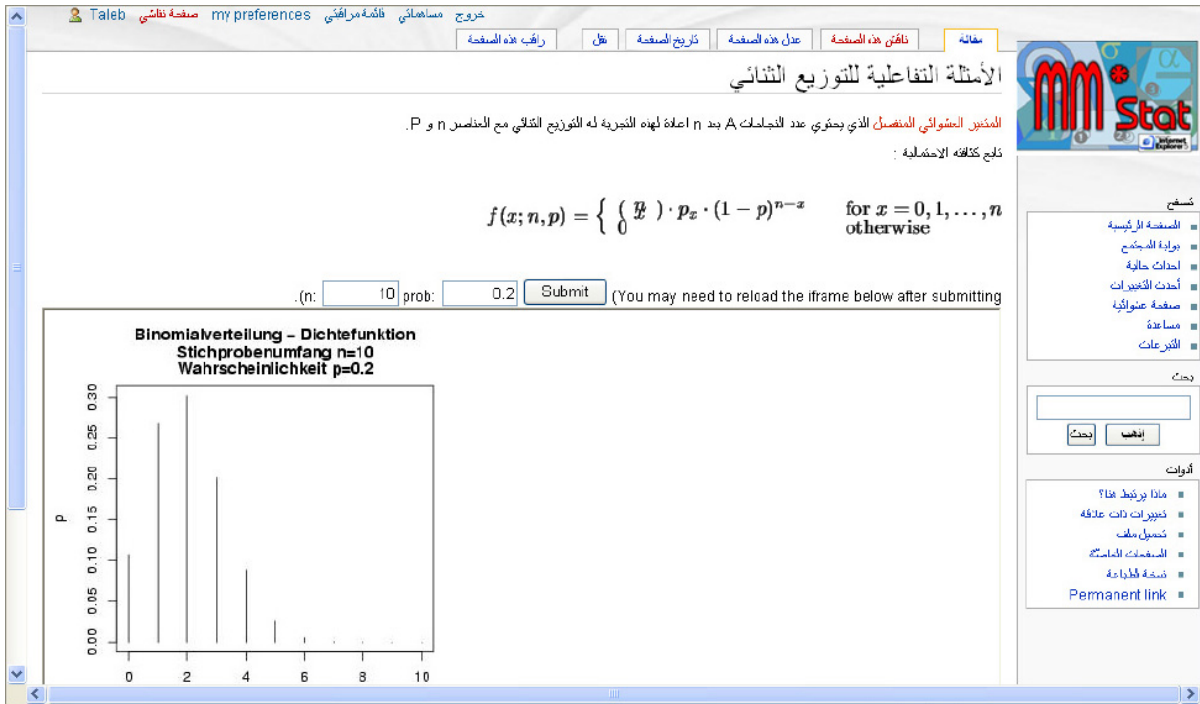 خروج مساهماتي قائمة مراقبتي my preferences صفحة نقاشي Taleb
مقالة ناقش هذه الصفحة عدل هذه الصفحة تاريخ الصفحة نقل راقب هذه الصفحة
MM*Stat
الأمثلة التفاعلية للتوزيع الثنائي
المتغير العشوائي المنفصل الذي يحتوي عدد النجاحات A بعد n اعادة لهذه التجربة له التوزيع الثنائي مع العناصر n و P.
تابع كثافته الاحتمالية :
f(x; n, p) = { ( n x ) · p_x · (1 − p)^{n−x} for x = 0, 1, . . . , n
0 otherwise
.(n: 10 prob: 0.2 Submit (You may need to reload the iframe below after submitting
Binomialverteilung – Dichtefunktion
Stichprobenumfang n=10
Wahrscheinlichkeit p=0.2
p
0.30
0.25
0.20
0.15
0.10
0.05
0.00
0 2 4 6 8 10
تصفح
الصفحة الرئيسية
بوابة المجتمع
احداث حالية
أحدث التغييرات
صفحة عشوائية
مساعدة
التبرعات
بحث
إذهب بحث
أدوات
ماذا يرتبط هنا؟
تغييرات ذات علاقة
تحميل ملف
الصفحات الخاصة
نسخة للطباعة
Permanent link